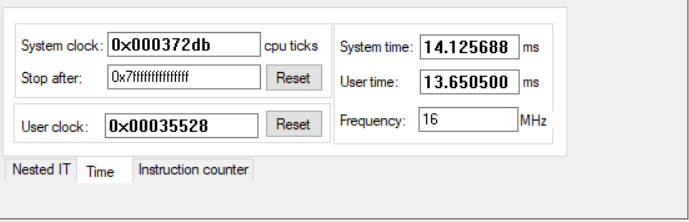 System clock: 0x000372db cpu ticks
Stop after: 0x7ffffffffffffff Reset
User clock: 0x00035528 Reset
System time: 14.125688 ms
User time: 13.650500 ms
Frequency: 16 MHz
Nested IT Time Instruction counter